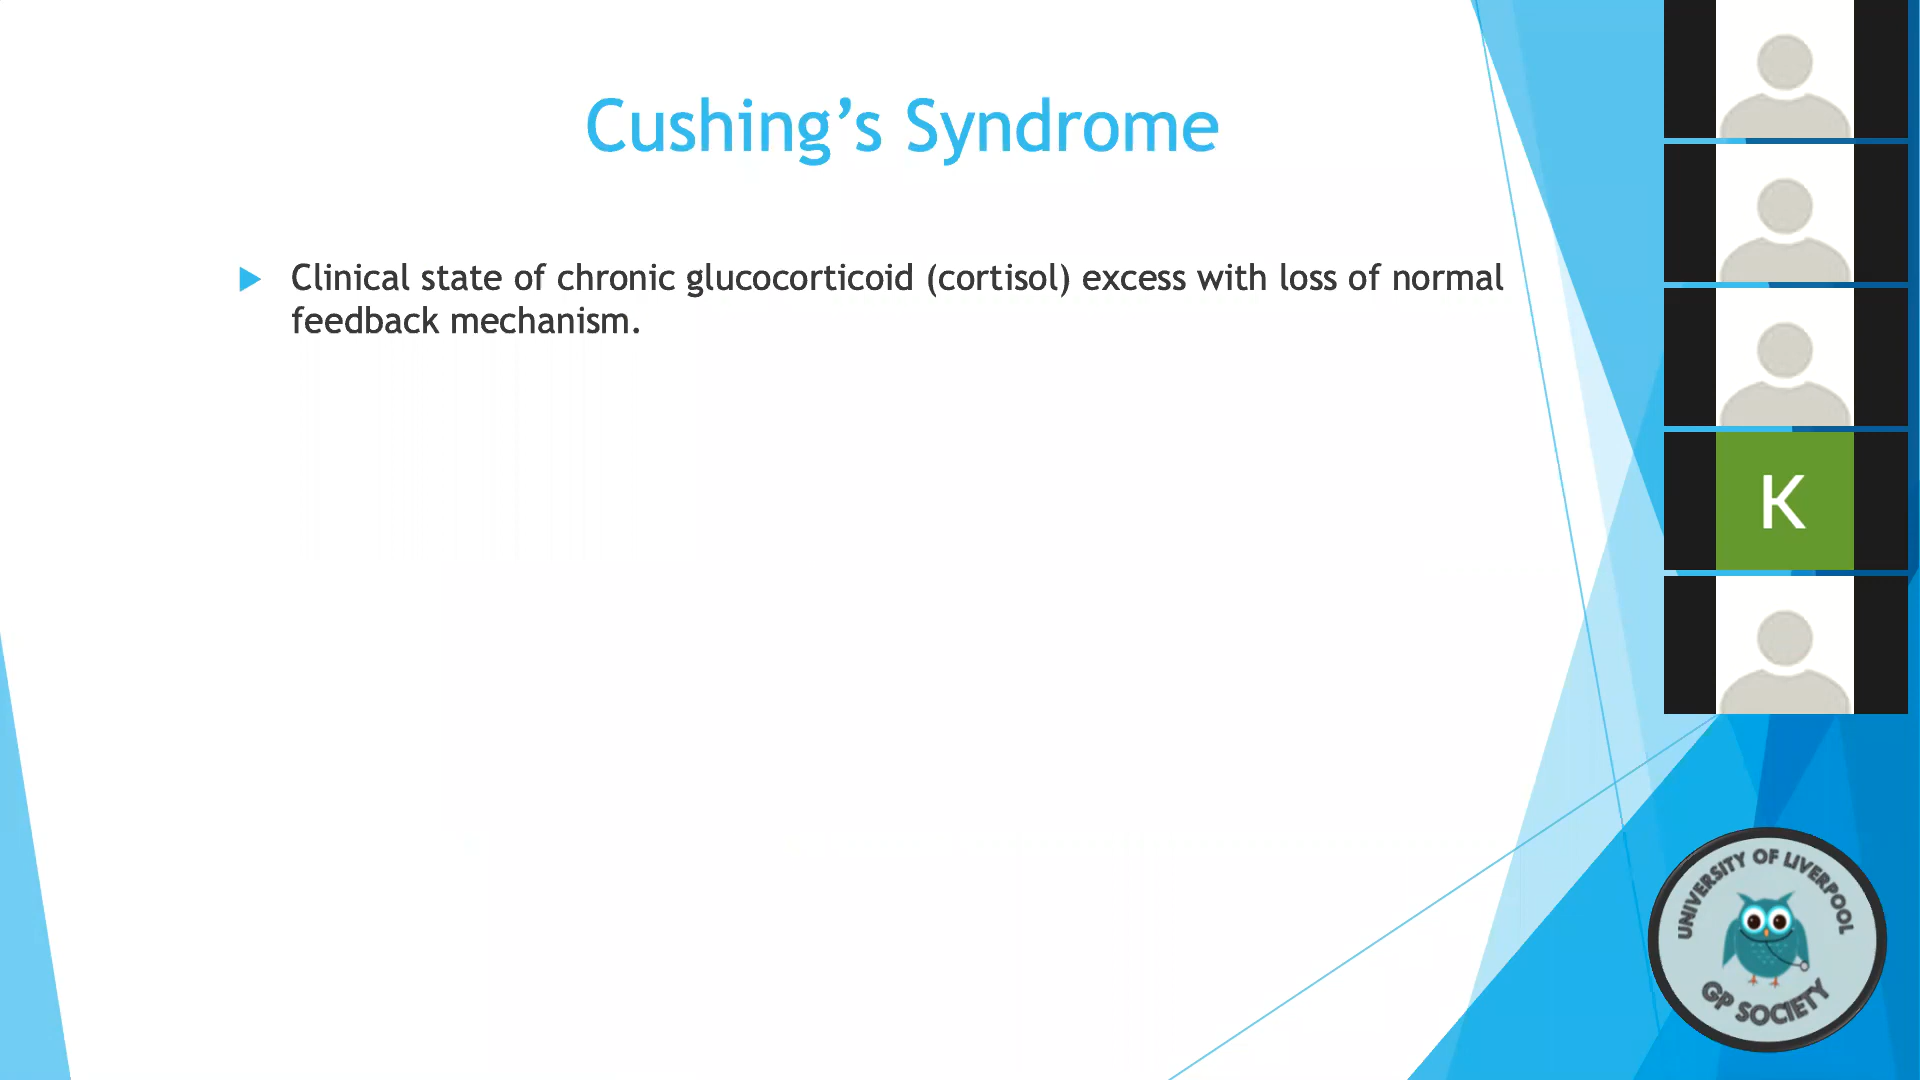 Cushing’s Syndrome
Clinical state of chronic glucocorticoid (cortisol) excess with loss of normal
feedback mechanism.
K
UNIVERSITY OF LIVERPOOL
GP SOCIETY